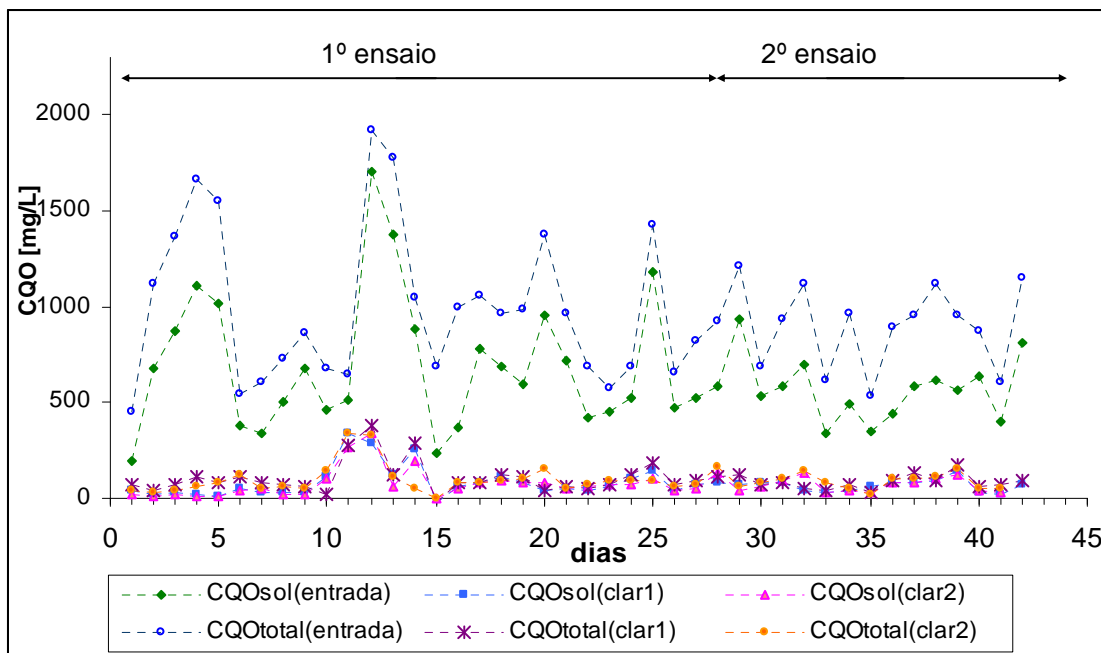 1º ensaio 2º ensaio
2000
1500
1000
500
0
CQO [mg/L]
0 5 10 15 20 25 30 35 40 45
dias
CQOsol(entrada) CQOsol(clar1) CQOsol(clar2)
CQOtotal(entrada) CQOtotal(clar1) CQOtotal(clar2)